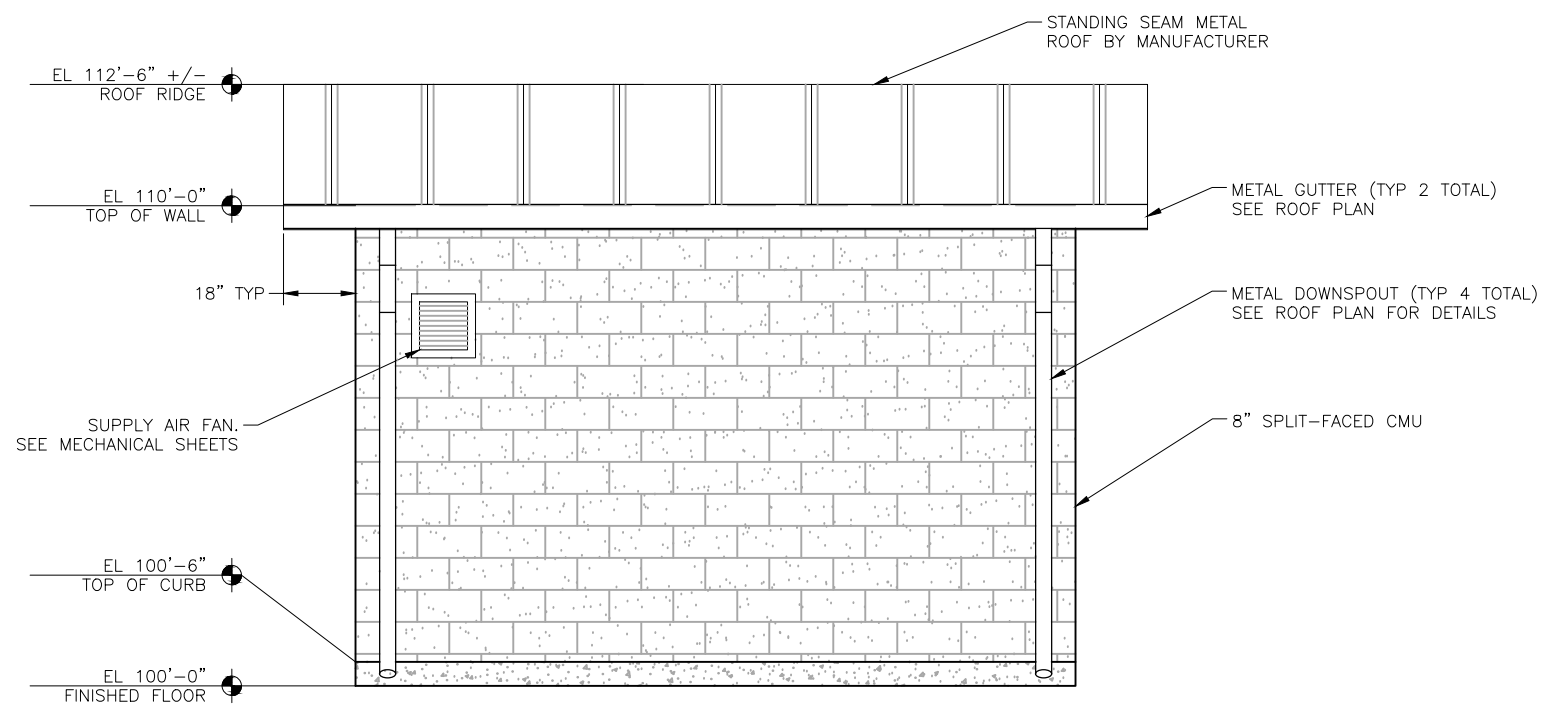 STANDING SEAM METAL
ROOF BY MANUFACTURER
EL 112'-6" +/-
ROOF RIDGE
EL 110'-0"
TOP OF WALL
METAL GUTTER (TYP 2 TOTAL)
SEE ROOF PLAN
18" TYP
METAL DOWNSPOUT (TYP 4 TOTAL)
SEE ROOF PLAN FOR DETAILS
SUPPLY AIR FAN.
SEE MECHANICAL SHEETS
8" SPLIT-FACED CMU
EL 100'-6"
TOP OF CURB
EL 100'-0"
FINISHED FLOOR